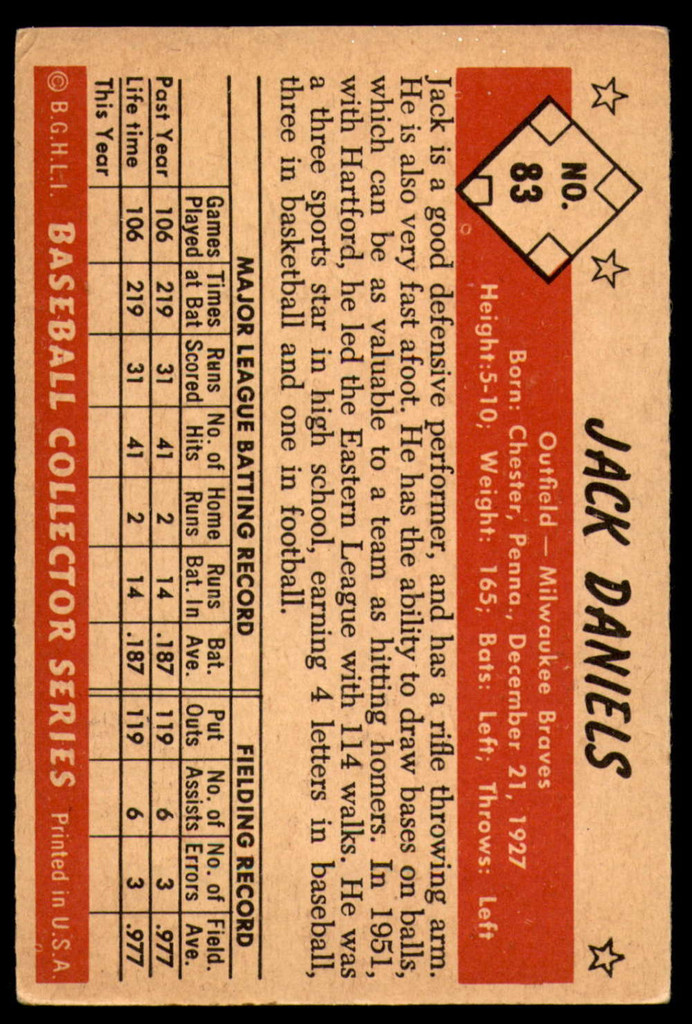 JACK DANIELS
NO.
83
Outfield — Milwaukee Braves
Born: Chester, Penna., December 21, 1927
Height:5-10; Weight: 165; Bats: Left; Throws: Left
Jack is a good defensive performer, and has a rifle throwing arm.
He is also very fast afoot. He has the ability to draw bases on balls,
which can be as valuable to a team as hitting homers. In 1951,
with Hartford, he led the Eastern League with 114 walks. He was
a three sports star in high school, earning 4 letters in baseball,
three in basketball and one in football.
MAJOR LEAGUE BATTING RECORD FIELDING RECORD
Games Times Runs No. of Home Runs Bat. Put No. of No. of Field.
Played at Bat Scored Hits Runs Bat. In Ave. Outs Assists Errors Ave.
Past Year 106 219 31 41 2 14 .187 119 6 3 .977
Life time 106 219 31 41 2 14 .187 119 6 3 .977
This Year
© B.G.H.L.I. BASEBALL COLLECTOR SERIES Printed in U.S.A.